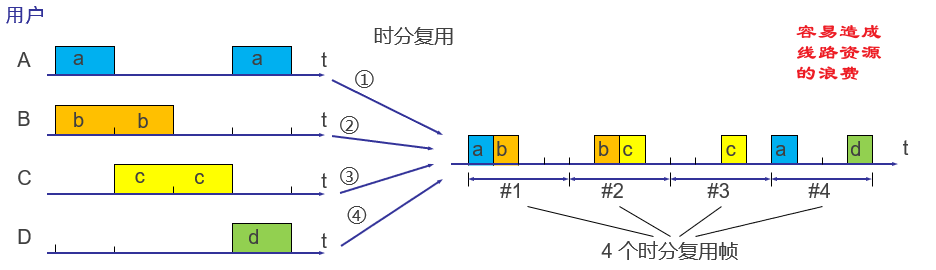 用户
时分复用
容易造成
线路资源
的浪费
A a a t
①
B b b t
②
C c c t
③
D d t
④
a b b c c a d t
#1 #2 #3 #4
4 个时分复用帧